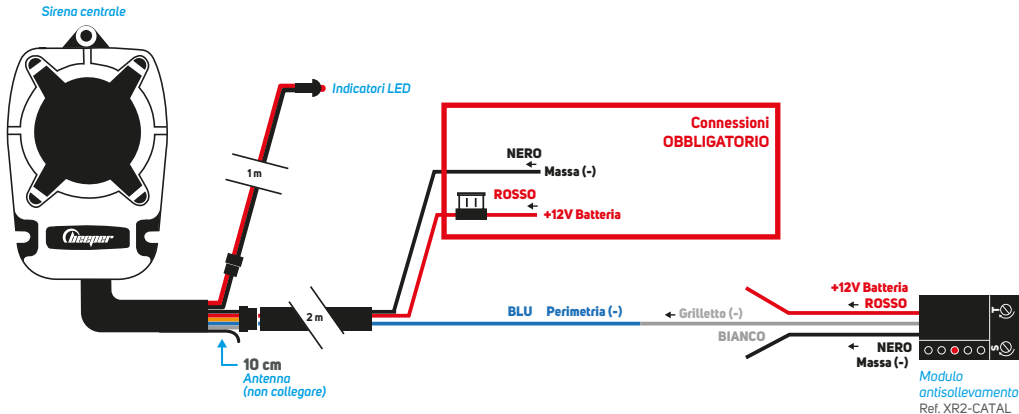 Sirena centrale
Indicatori LED
Connessioni
OBBLIGATORIO
NERO
Massa (-)
1 m
ROSSO
+12V Batteria
beeper
+12V Batteria
ROSSO
2 m
BLU Perimetria (-)
Grilletto (-)
BIANCO
T
S
NERO
Massa (-)
10 cm
Antenna
(non collegare)
Modulo
antisollevamento
Ref. XR2-CATAL